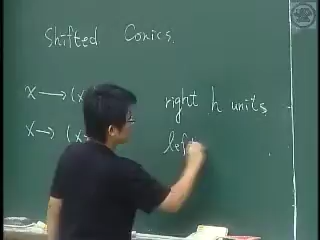 Shifted Conics.
X → (x right h units
X → (x left